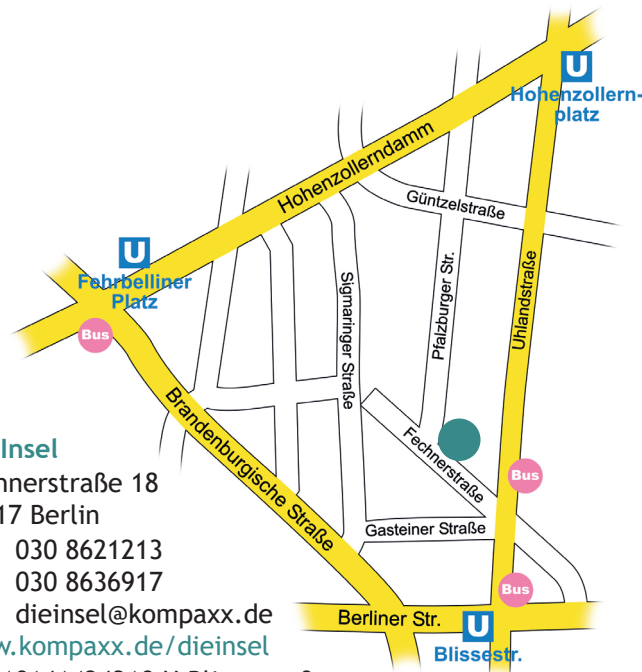 U
Hohenzollern-
platz
Hohenzollerndamm
Güntzelstraße
U
Fehrbelliner
Platz
Bus
Sigmaringer Straße
Pfalzburger Str.
Uhlandstraße
Brandenburgische Straße
Fechnerstraße
Bus
Gasteiner Straße
Bus
Berliner Str.
U
Blissestr.
Insel
nnerstraße 18
17 Berlin
030 8621213
030 8636917
dieinsel@kompaxx.de
w.kompaxx.de/dieinsel